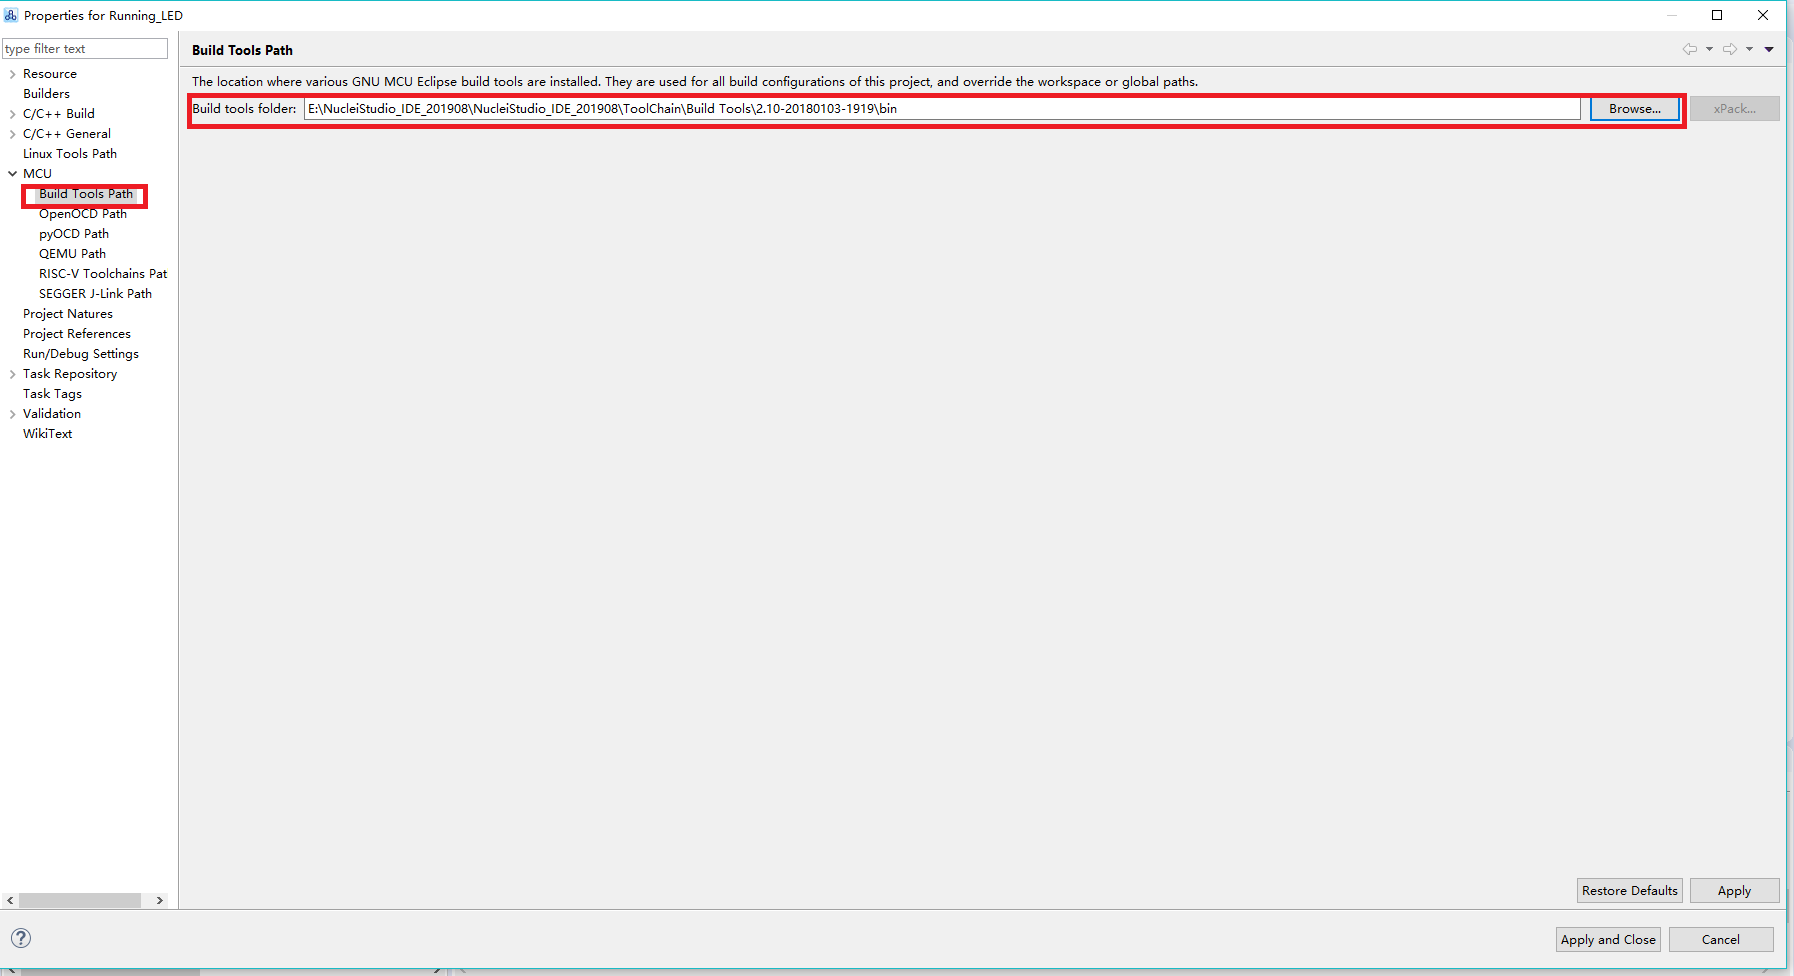 Properties for Running_LED
type filter text
Build Tools Path
Resource
Builders
C/C++ Build
C/C++ General
Linux Tools Path
MCU
Build Tools Path
OpenOCD Path
pyOCD Path
QEMU Path
RISC-V Toolchains Pat
SEGGER J-Link Path
Project Natures
Project References
Run/Debug Settings
Task Repository
Task Tags
Validation
WikiText
The location where various GNU MCU Eclipse build tools are installed. They are used for all build configurations of this project, and override the workspace or global paths.
Build tools folder: E:\NucleiStudio_IDE_201908\NucleiStudio_IDE_201908\ToolChain\Build Tools\2.10-20180103-1919\bin Browse... xPack...
Restore Defaults Apply
Apply and Close Cancel